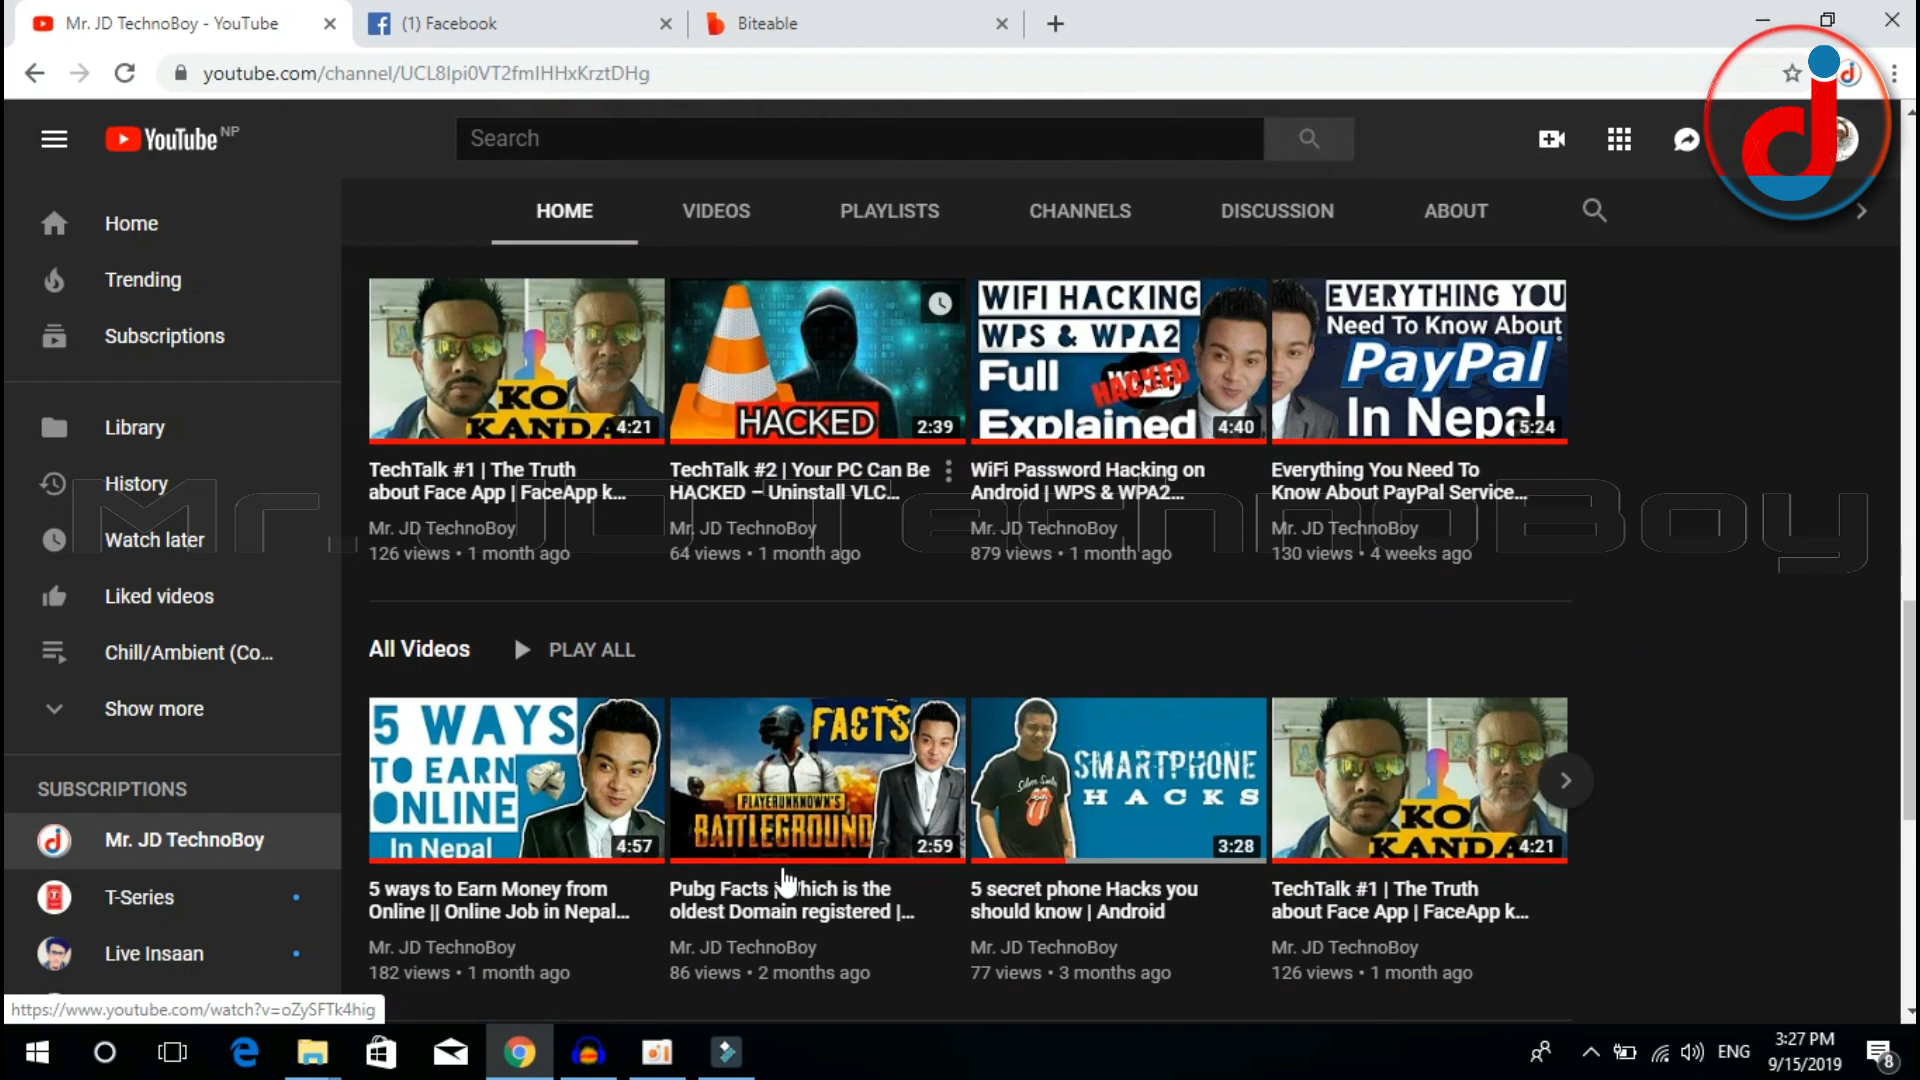 Mr. JD TechnoBoy - YouTube
(1) Facebook
Biteable
youtube.com/channel/UCL8Ipi0VT2fmIHHxKrztDHg
YouTube NP
Search
HOME
VIDEOS
PLAYLISTS
CHANNELS
DISCUSSION
ABOUT
Home
Trending
Subscriptions
Library
History
Watch later
Liked videos
Chill/Ambient (Co...
Show more
SUBSCRIPTIONS
Mr. JD TechnoBoy
T-Series
Live Insaan
KO
KANDA
4:21
HACKED
2:39
WIFI HACKING
WPS & WPA2
Full
HACKED
Explained
4:40
EVERYTHING YOU
Need To Know About
PayPal
In Nepal
5:24
TechTalk #1 | The Truth
about Face App | FaceApp k...
Mr. JD TechnoBoy
126 views • 1 month ago
TechTalk #2 | Your PC Can Be
HACKED – Uninstall VLC...
Mr. JD TechnoBoy
64 views • 1 month ago
WiFi Password Hacking on
Android | WPS & WPA2...
Mr. JD TechnoBoy
879 views • 1 month ago
Everything You Need To
Know About PayPal Service...
Mr. JD TechnoBoy
130 views • 4 weeks ago
Mr. JD TechnoBoy
All Videos
PLAY ALL
5 WAYS
TO EARN
ONLINE
In Nepal
4:57
FACTS
PLAYERUNKNOWN'S
BATTLEGROUND
2:59
SMARTPHONE
HACKS
3:28
KO
KANDA
4:21
5 ways to Earn Money from
Online || Online Job in Nepal...
Mr. JD TechnoBoy
182 views • 1 month ago
Pubg Facts | Which is the
oldest Domain registered |...
Mr. JD TechnoBoy
86 views • 2 months ago
5 secret phone Hacks you
should know | Android
Mr. JD TechnoBoy
77 views • 3 months ago
TechTalk #1 | The Truth
about Face App | FaceApp k...
Mr. JD TechnoBoy
126 views • 1 month ago
https://www.youtube.com/watch?v=oZySFTk4hig
ENG
3:27 PM
9/15/2019
8